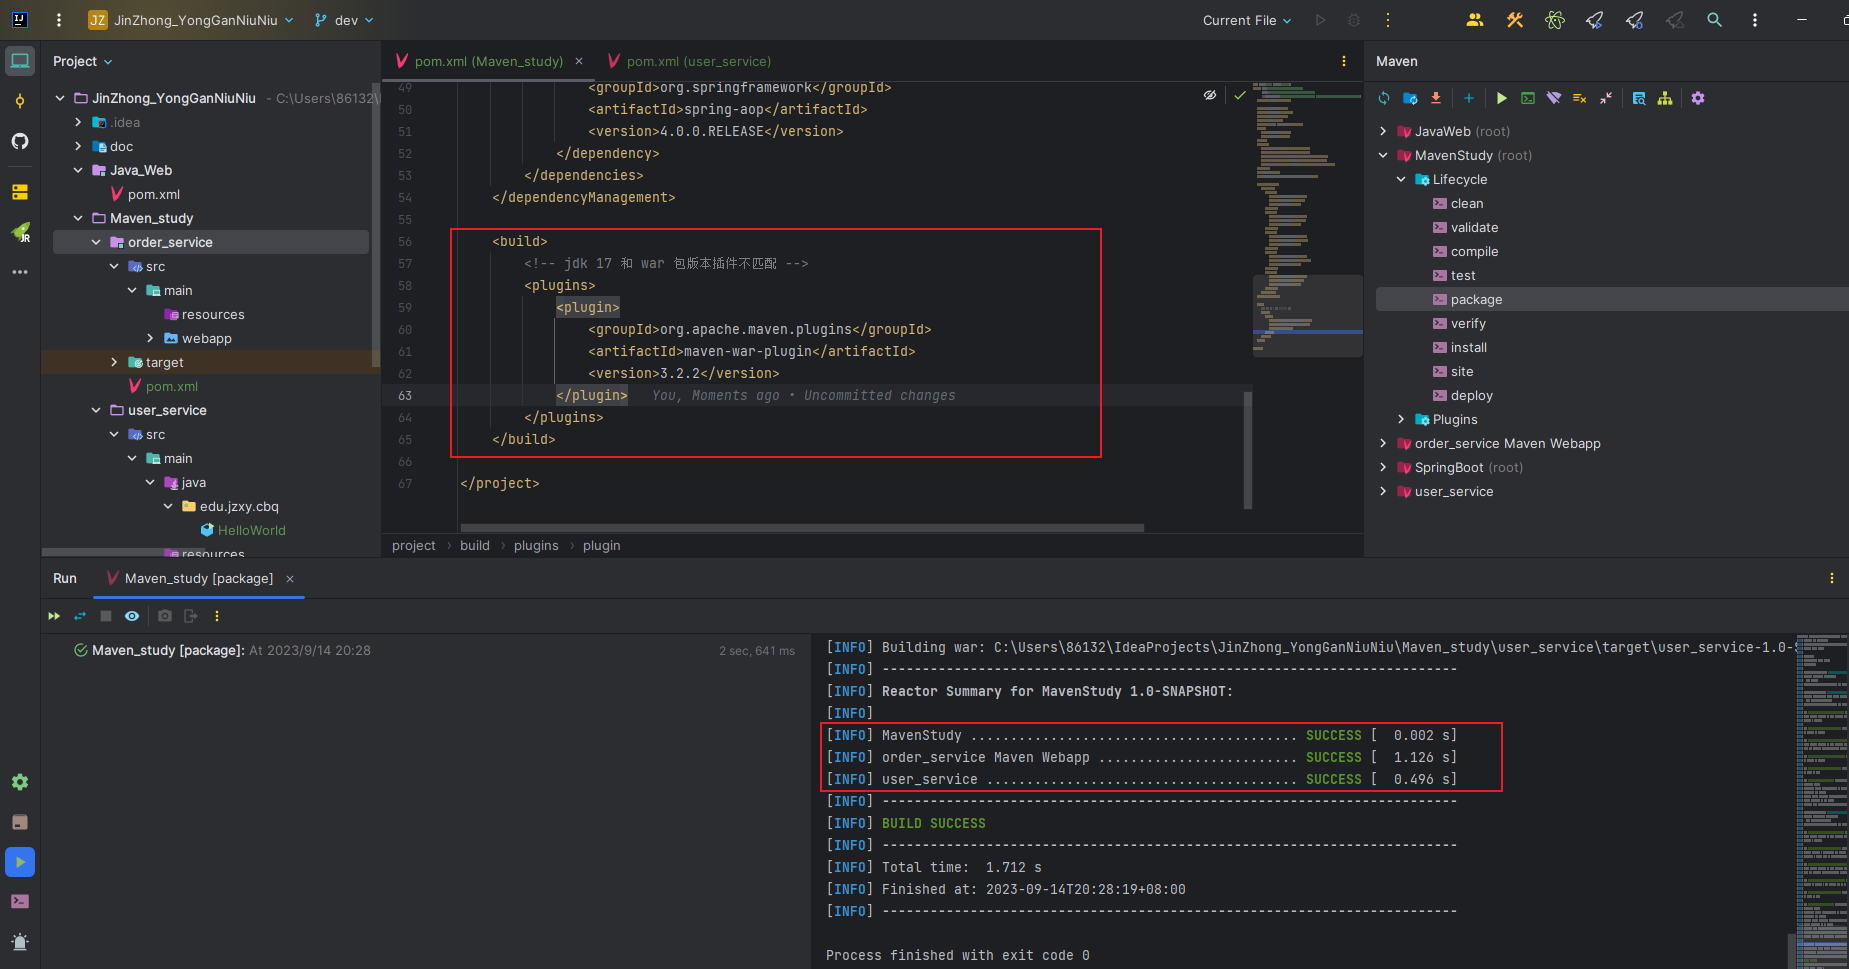 JZ JinZhong_YongGanNiuNiu dev Current File
Project
JinZhong_YongGanNiuNiu - C:\Users\86132\
.idea
doc
Java_Web
pom.xml
Maven_study
order_service
src
main
resources
webapp
target
pom.xml
user_service
src
main
java
edu.jzxy.cbq
HelloWorld
resources
pom.xml (Maven_study) pom.xml (user_service)
49 <groupId>org.springframework</groupId>
50 <artifactId>spring-aop</artifactId>
51 <version>4.0.0.RELEASE</version>
52 </dependency>
53 </dependencies>
54 </dependencyManagement>
55
56 <build>
57 <!-- jdk 17 和 war 包版本插件不匹配 -->
58 <plugins>
59 <plugin>
60 <groupId>org.apache.maven.plugins</groupId>
61 <artifactId>maven-war-plugin</artifactId>
62 <version>3.2.2</version>
63 </plugin> You, Moments ago • Uncommitted changes
64 </plugins>
65 </build>
66
67 </project>
project › build › plugins › plugin
Maven
JavaWeb (root)
MavenStudy (root)
Lifecycle
clean
validate
compile
test
package
verify
install
site
deploy
Plugins
order_service Maven Webapp
SpringBoot (root)
user_service
Run Maven_study [package]
Maven_study [package]: At 2023/9/14 20:28 2 sec, 641 ms
[INFO] Building war: C:\Users\86132\IdeaProjects\JinZhong_YongGanNiuNiu\Maven_study\user_service\target\user_service-1.0-
[INFO] ------------------------------------------------------------------------
[INFO] Reactor Summary for MavenStudy 1.0-SNAPSHOT:
[INFO]
[INFO] MavenStudy ......................................... SUCCESS [  0.002 s]
[INFO] order_service Maven Webapp ......................... SUCCESS [  1.126 s]
[INFO] user_service ....................................... SUCCESS [  0.496 s]
[INFO] ------------------------------------------------------------------------
[INFO] BUILD SUCCESS
[INFO] ------------------------------------------------------------------------
[INFO] Total time:  1.712 s
[INFO] Finished at: 2023-09-14T20:28:19+08:00
[INFO] ------------------------------------------------------------------------
Process finished with exit code 0